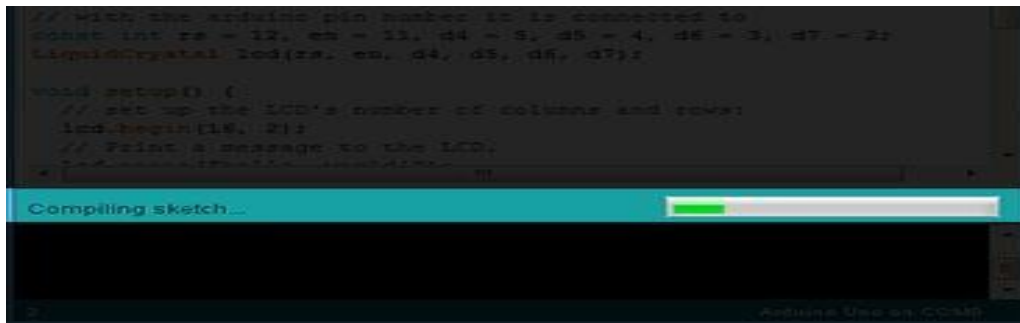 // with the arduino pin number it is connected to
const int rs = 12, en = 11, d4 = 5, d5 = 4, d6 = 3, d7 = 2;
LiquidCrystal lcd(rs, en, d4, d5, d6, d7);
void setup() {
// set up the LCD's number of columns and rows:
lcd.begin(16, 2);
// Print a message to the LCD.
Compiling sketch...
2
Arduino Uno on